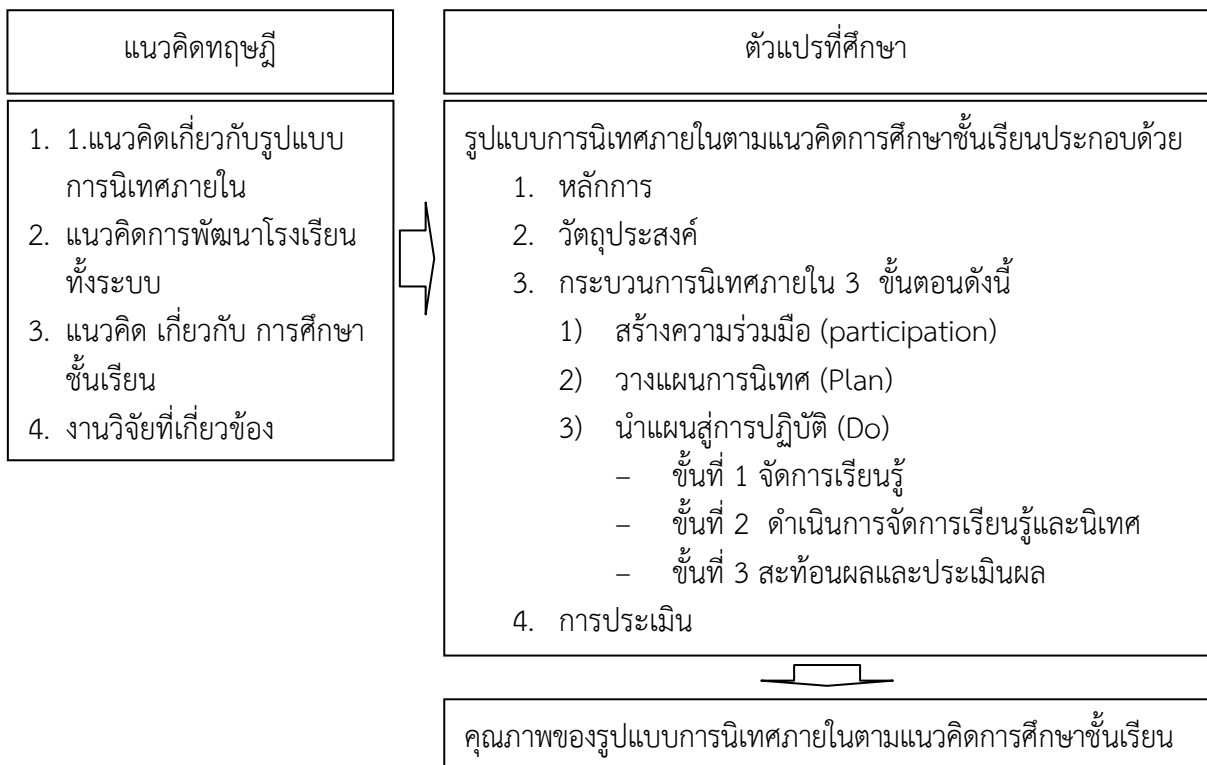 แนวคิดทฤษฎี
1. 1.แนวคิดเกี่ยวกับรูปแบบ
การนิเทศภายใน
2. แนวคิดการพัฒนาโรงเรียน
ทั้งระบบ
3. แนวคิด เกี่ยวกับ การศึกษา
ชั้นเรียน
4. งานวิจัยที่เกี่ยวข้อง
ตัวแปรที่ศึกษา
รูปแบบการนิเทศภายในตามแนวคิดการศึกษาชั้นเรียนประกอบด้วย
1. หลักการ
2. วัตถุประสงค์
3. กระบวนการนิเทศภายใน 3 ขั้นตอนดังนี้
1) สร้างความร่วมมือ (participation)
2) วางแผนการนิเทศ (Plan)
3) นำแผนสู่การปฏิบัติ (Do)
– ขั้นที่ 1 จัดการเรียนรู้
– ขั้นที่ 2 ดำเนินการจัดการเรียนรู้และนิเทศ
– ขั้นที่ 3 สะท้อนผลและประเมินผล
4. การประเมิน
คุณภาพของรูปแบบการนิเทศภายในตามแนวคิดการศึกษาชั้นเรียน